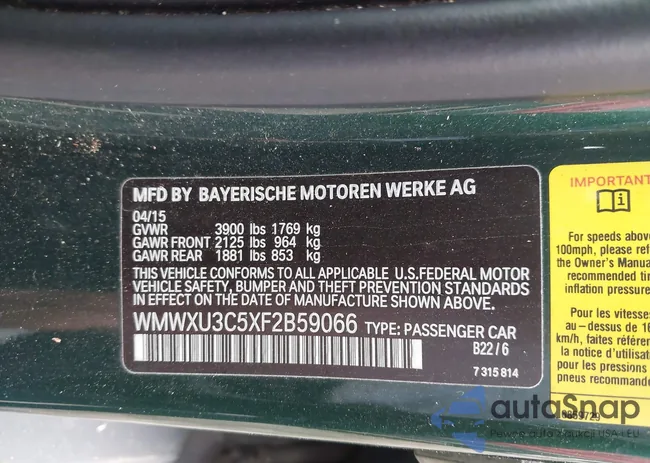 MFD BY BAYERISCHE MOTOREN WERKE AG
04/15
GVWR 3900 lbs 1769 kg
GAWR FRONT 2125 lbs 964 kg
GAWR REAR 1881 lbs 853 kg
THIS VEHICLE CONFORMS TO ALL APPLICABLE U.S.FEDERAL MOTOR
VEHICLE SAFETY, BUMPER AND THEFT PREVENTION STANDARDS
IN EFFECT ON THE DATE OF MANUFACTURE SHOWN ABOVE.
WMWXU3C5XF2B59066 TYPE: PASSENGER CAR
B22/6
7 315 814
IMPORTANT
For speeds above
100mph, please refe
the Owner's Manua
recommended tir
inflation pressure
Pour les vitesses
au-dessus de 16
km/h, faites référe
la notice d'utilisat
pour les pressions
pneus recommandé
autoSnap